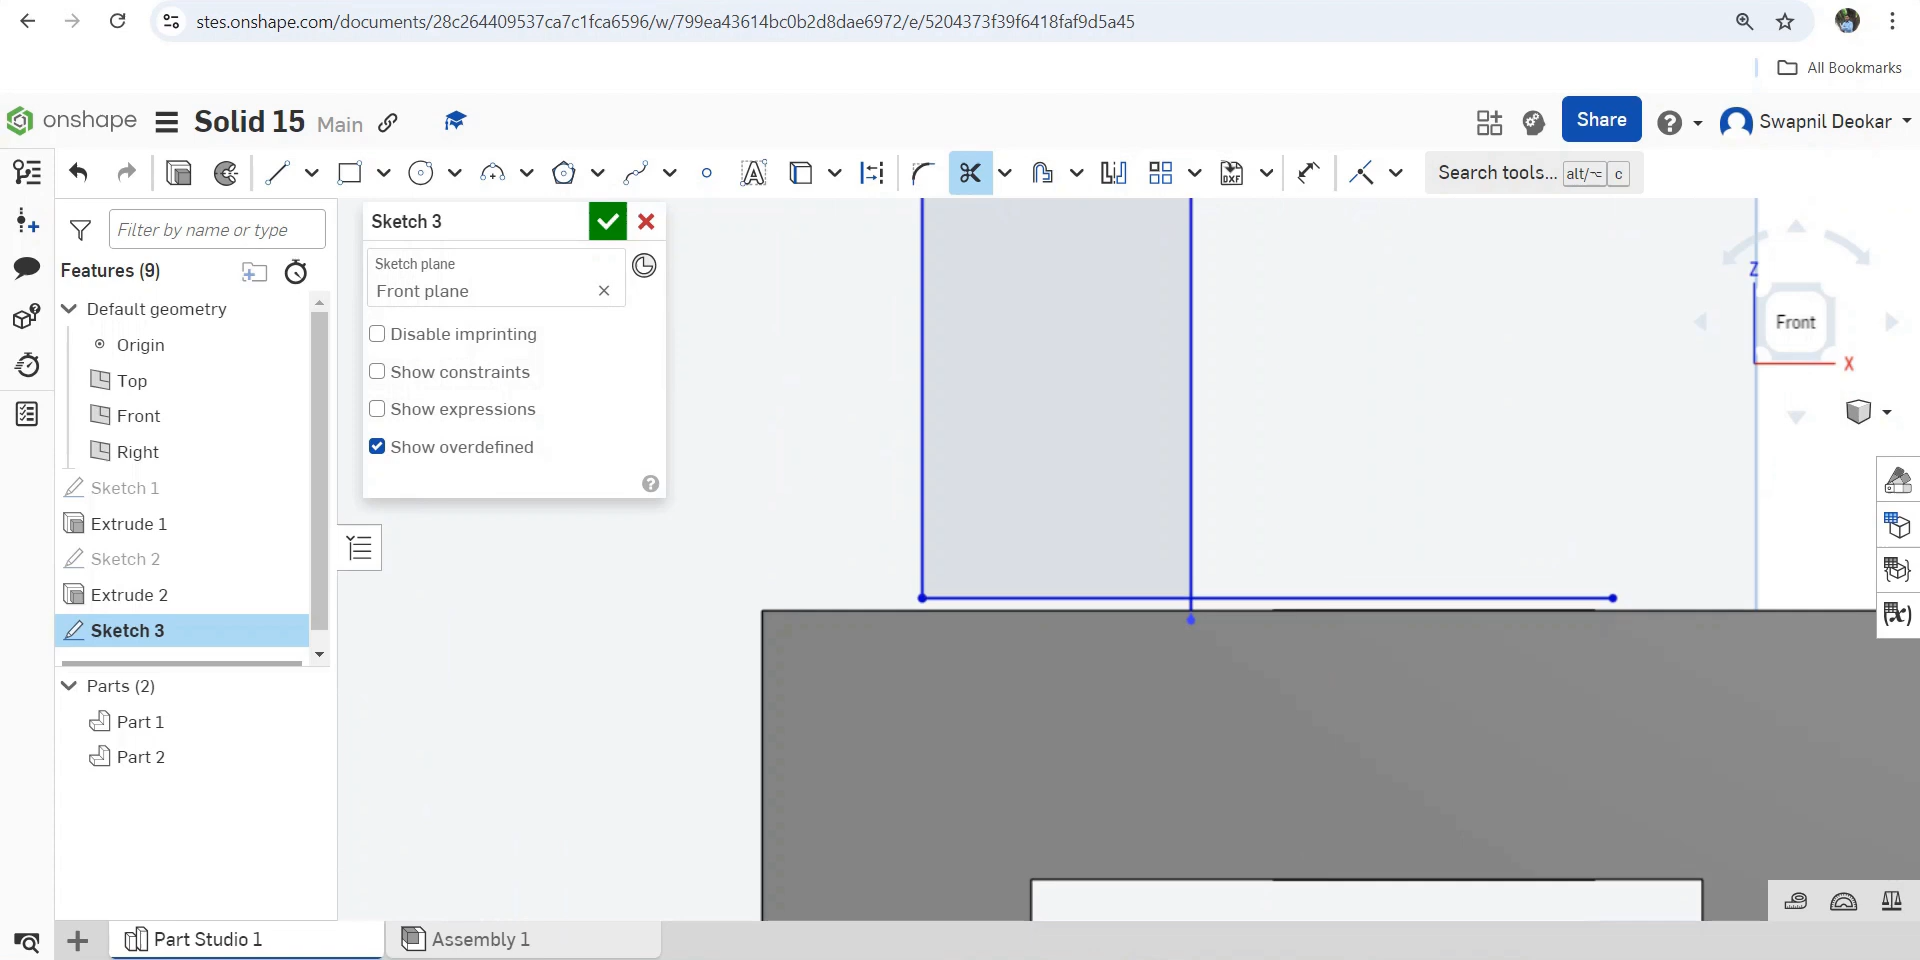 stes.onshape.com/documents/28c264409537ca7c1fca6596/w/799ea43614bc0b2d8dae6972/e/5204373f39f6418faf9d5a45
All Bookmarks
onshape
Solid 15
Main
Share
Swapnil Deokar
Search tools... alt/⌥ c
Filter by name or type
Features (9)
Default geometry
Origin
Top
Front
Right
Sketch 1
Extrude 1
Sketch 2
Extrude 2
Sketch 3
Parts (2)
Part 1
Part 2
Sketch 3
Sketch plane
Front plane
Disable imprinting
Show constraints
Show expressions
Show overdefined
Z
Front
X
Part Studio 1
Assembly 1